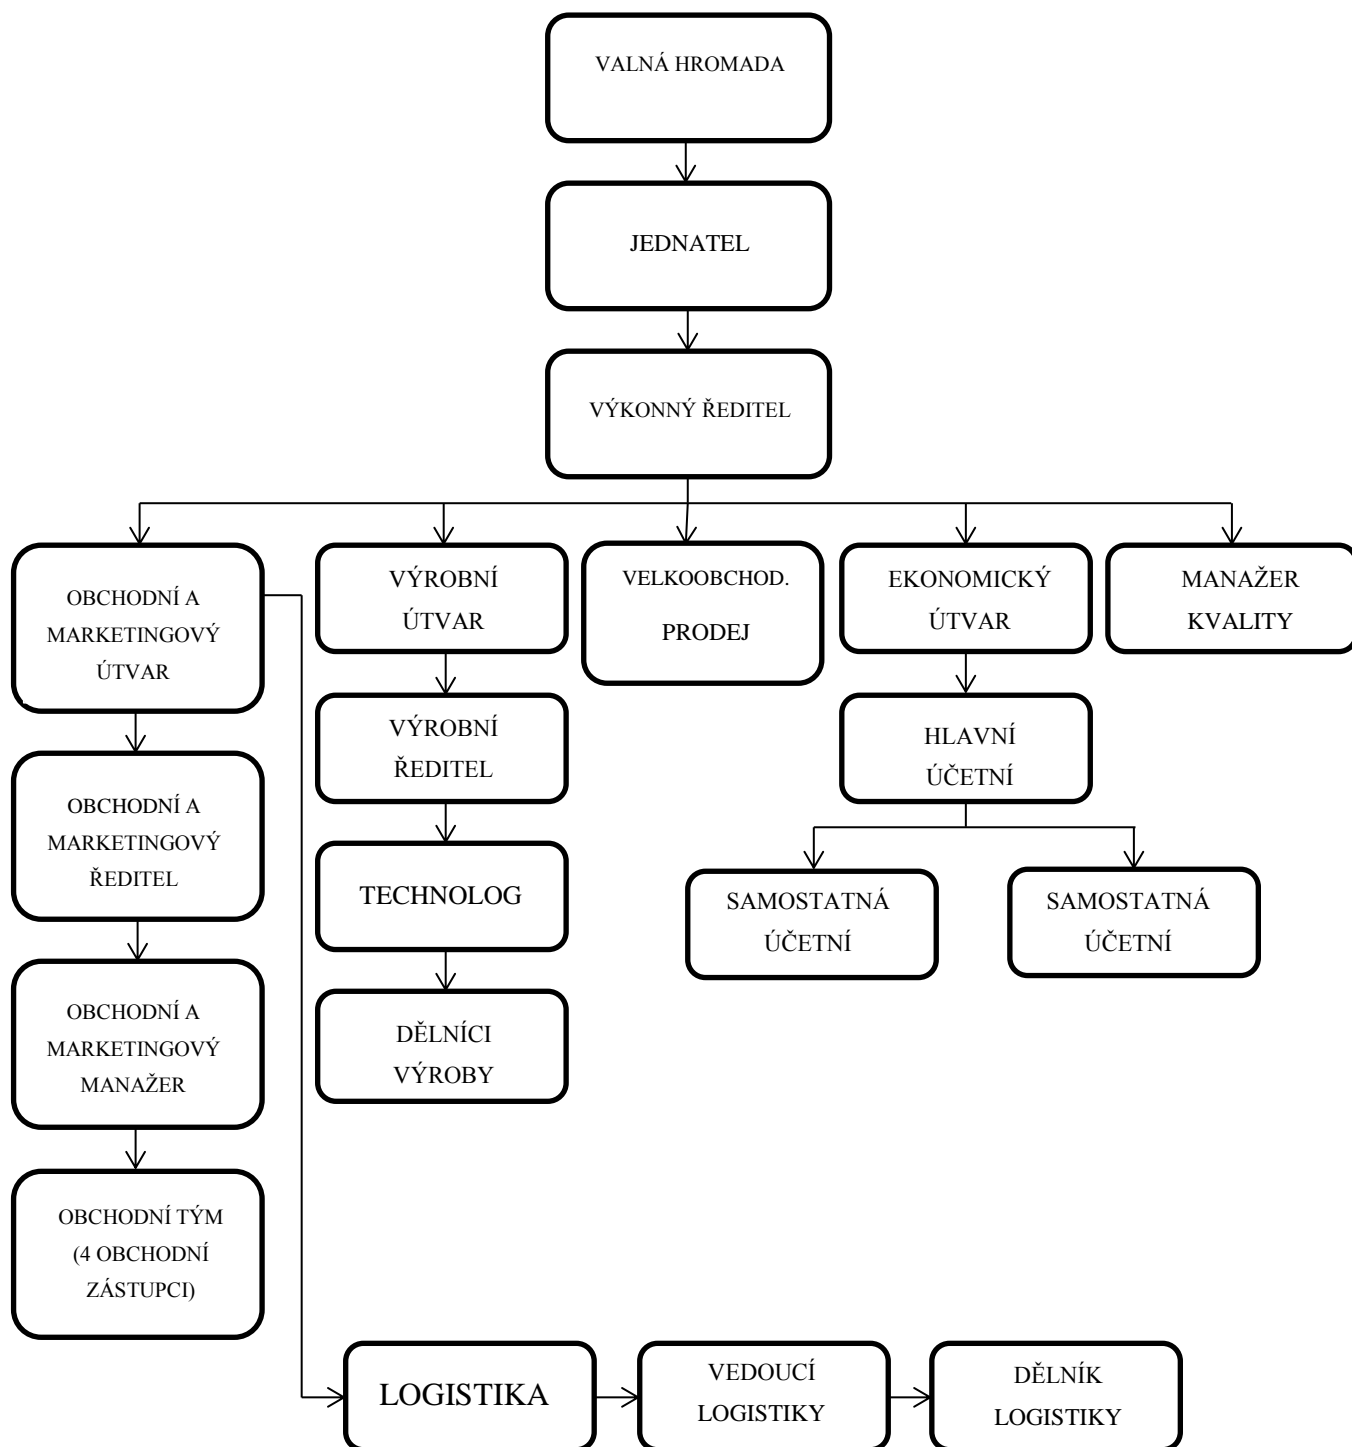 VALNÁ HROMADA
JEDNATEL
VÝKONNÝ ŘEDITEL
OBCHODNÍ A
MARKETINGOVÝ
ÚTVAR
VÝROBNÍ
ÚTVAR
VELKOOBCHOD.
PRODEJ
EKONOMICKÝ
ÚTVAR
MANAŽER
KVALITY
OBCHODNÍ A
MARKETINGOVÝ
ŘEDITEL
VÝROBNÍ
ŘEDITEL
HLAVNÍ
ÚČETNÍ
TECHNOLOG
SAMOSTATNÁ
ÚČETNÍ
SAMOSTATNÁ
ÚČETNÍ
OBCHODNÍ A
MARKETINGOVÝ
MANAŽER
DĚLNÍCI
VÝROBY
OBCHODNÍ TÝM
(4 OBCHODNÍ
ZÁSTUPCI)
LOGISTIKA
VEDOUCÍ
LOGISTIKY
DĚLNÍK
LOGISTIKY